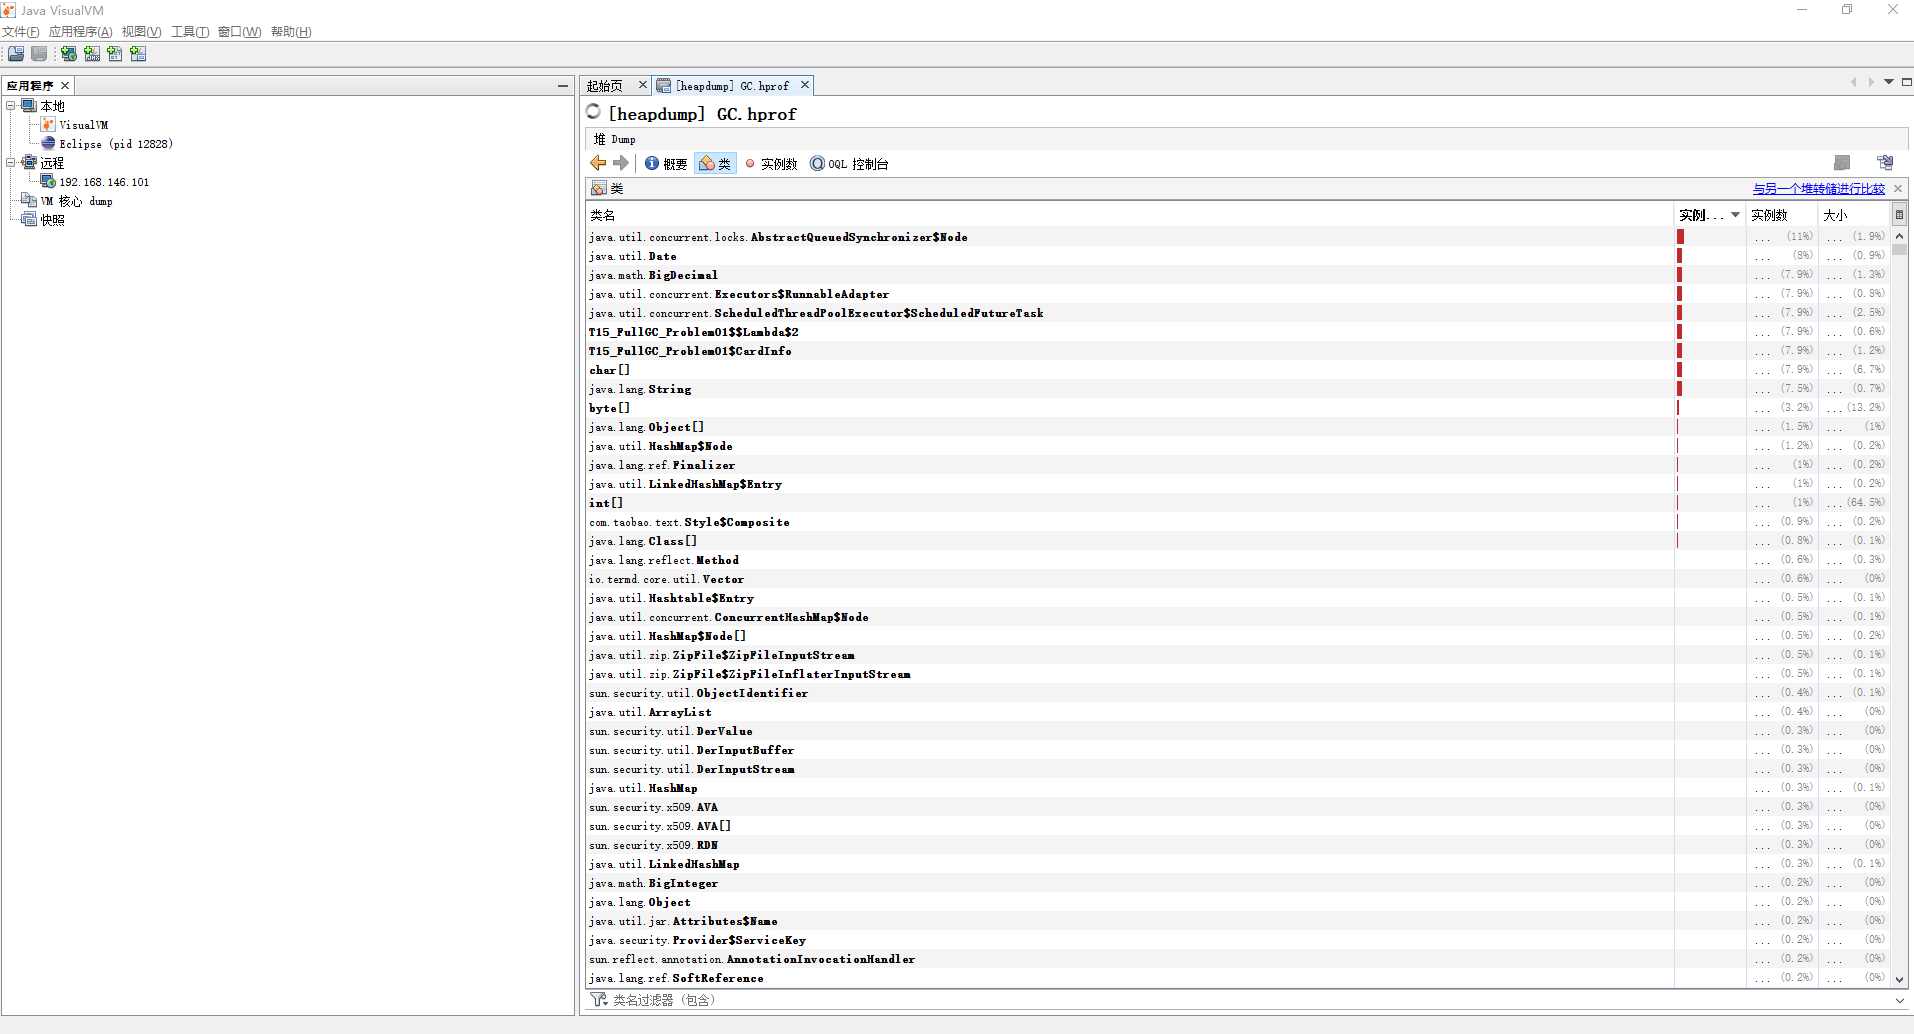 Java VisualVM
文件(F) 应用程序(A) 视图(V) 工具(T) 窗口(W) 帮助(H)
应用程序
本地
VisualVM
Eclipse (pid 12828)
远程
192.168.146.101
VM 核心 dump
快照
起始页 [heapdump] GC.hprof
[heapdump] GC.hprof
堆 Dump
概要 类 实例数 OQL 控制台
类 与另一个堆转储进行比较
类名 实例... 实例数 大小
java.util.concurrent.locks.AbstractQueuedSynchronizer$Node ... (11%) ... (1.9%)
java.util.Date ... (8%) ... (0.9%)
java.math.BigDecimal ... (7.9%) ... (1.3%)
java.util.concurrent.Executors$RunnableAdapter ... (7.9%) ... (0.8%)
java.util.concurrent.ScheduledThreadPoolExecutor$ScheduledFutureTask ... (7.9%) ... (2.5%)
T15_FullGC_Problem01$$Lambda$2 ... (7.9%) ... (0.6%)
T15_FullGC_Problem01$CardInfo ... (7.9%) ... (1.2%)
char[] ... (7.9%) ... (6.7%)
java.lang.String ... (7.5%) ... (0.7%)
byte[] ... (3.2%) ... (13.2%)
java.lang.Object[] ... (1.5%) ... (1%)
java.util.HashMap$Node ... (1.2%) ... (0.2%)
java.lang.ref.Finalizer ... (1%) ... (0.2%)
java.util.LinkedHashMap$Entry ... (1%) ... (0.2%)
int[] ... (1%) ... (64.5%)
com.taobao.text.Style$Composite ... (0.9%) ... (0.2%)
java.lang.Class[] ... (0.8%) ... (0.1%)
java.lang.reflect.Method ... (0.6%) ... (0.3%)
io.termd.core.util.Vector ... (0.6%) ... (0%)
java.util.Hashtable$Entry ... (0.5%) ... (0.1%)
java.util.concurrent.ConcurrentHashMap$Node ... (0.5%) ... (0.1%)
java.util.HashMap$Node[] ... (0.5%) ... (0.2%)
java.util.zip.ZipFile$ZipFileInputStream ... (0.5%) ... (0.1%)
java.util.zip.ZipFile$ZipFileInflaterInputStream ... (0.5%) ... (0.1%)
sun.security.util.ObjectIdentifier ... (0.4%) ... (0.1%)
java.util.ArrayList ... (0.4%) ... (0%)
sun.security.util.DerValue ... (0.3%) ... (0%)
sun.security.util.DerInputBuffer ... (0.3%) ... (0%)
sun.security.util.DerInputStream ... (0.3%) ... (0%)
java.util.HashMap ... (0.3%) ... (0.1%)
sun.security.x509.AVA ... (0.3%) ... (0%)
sun.security.x509.AVA[] ... (0.3%) ... (0%)
sun.security.x509.RDN ... (0.3%) ... (0%)
java.util.LinkedHashMap ... (0.3%) ... (0.1%)
java.math.BigInteger ... (0.2%) ... (0%)
java.lang.Object ... (0.2%) ... (0%)
java.util.jar.Attributes$Name ... (0.2%) ... (0%)
java.security.Provider$ServiceKey ... (0.2%) ... (0%)
sun.reflect.annotation.AnnotationInvocationHandler ... (0.2%) ... (0%)
java.lang.ref.SoftReference ... (0.2%) ... (0%)
类名过滤器 (包含)